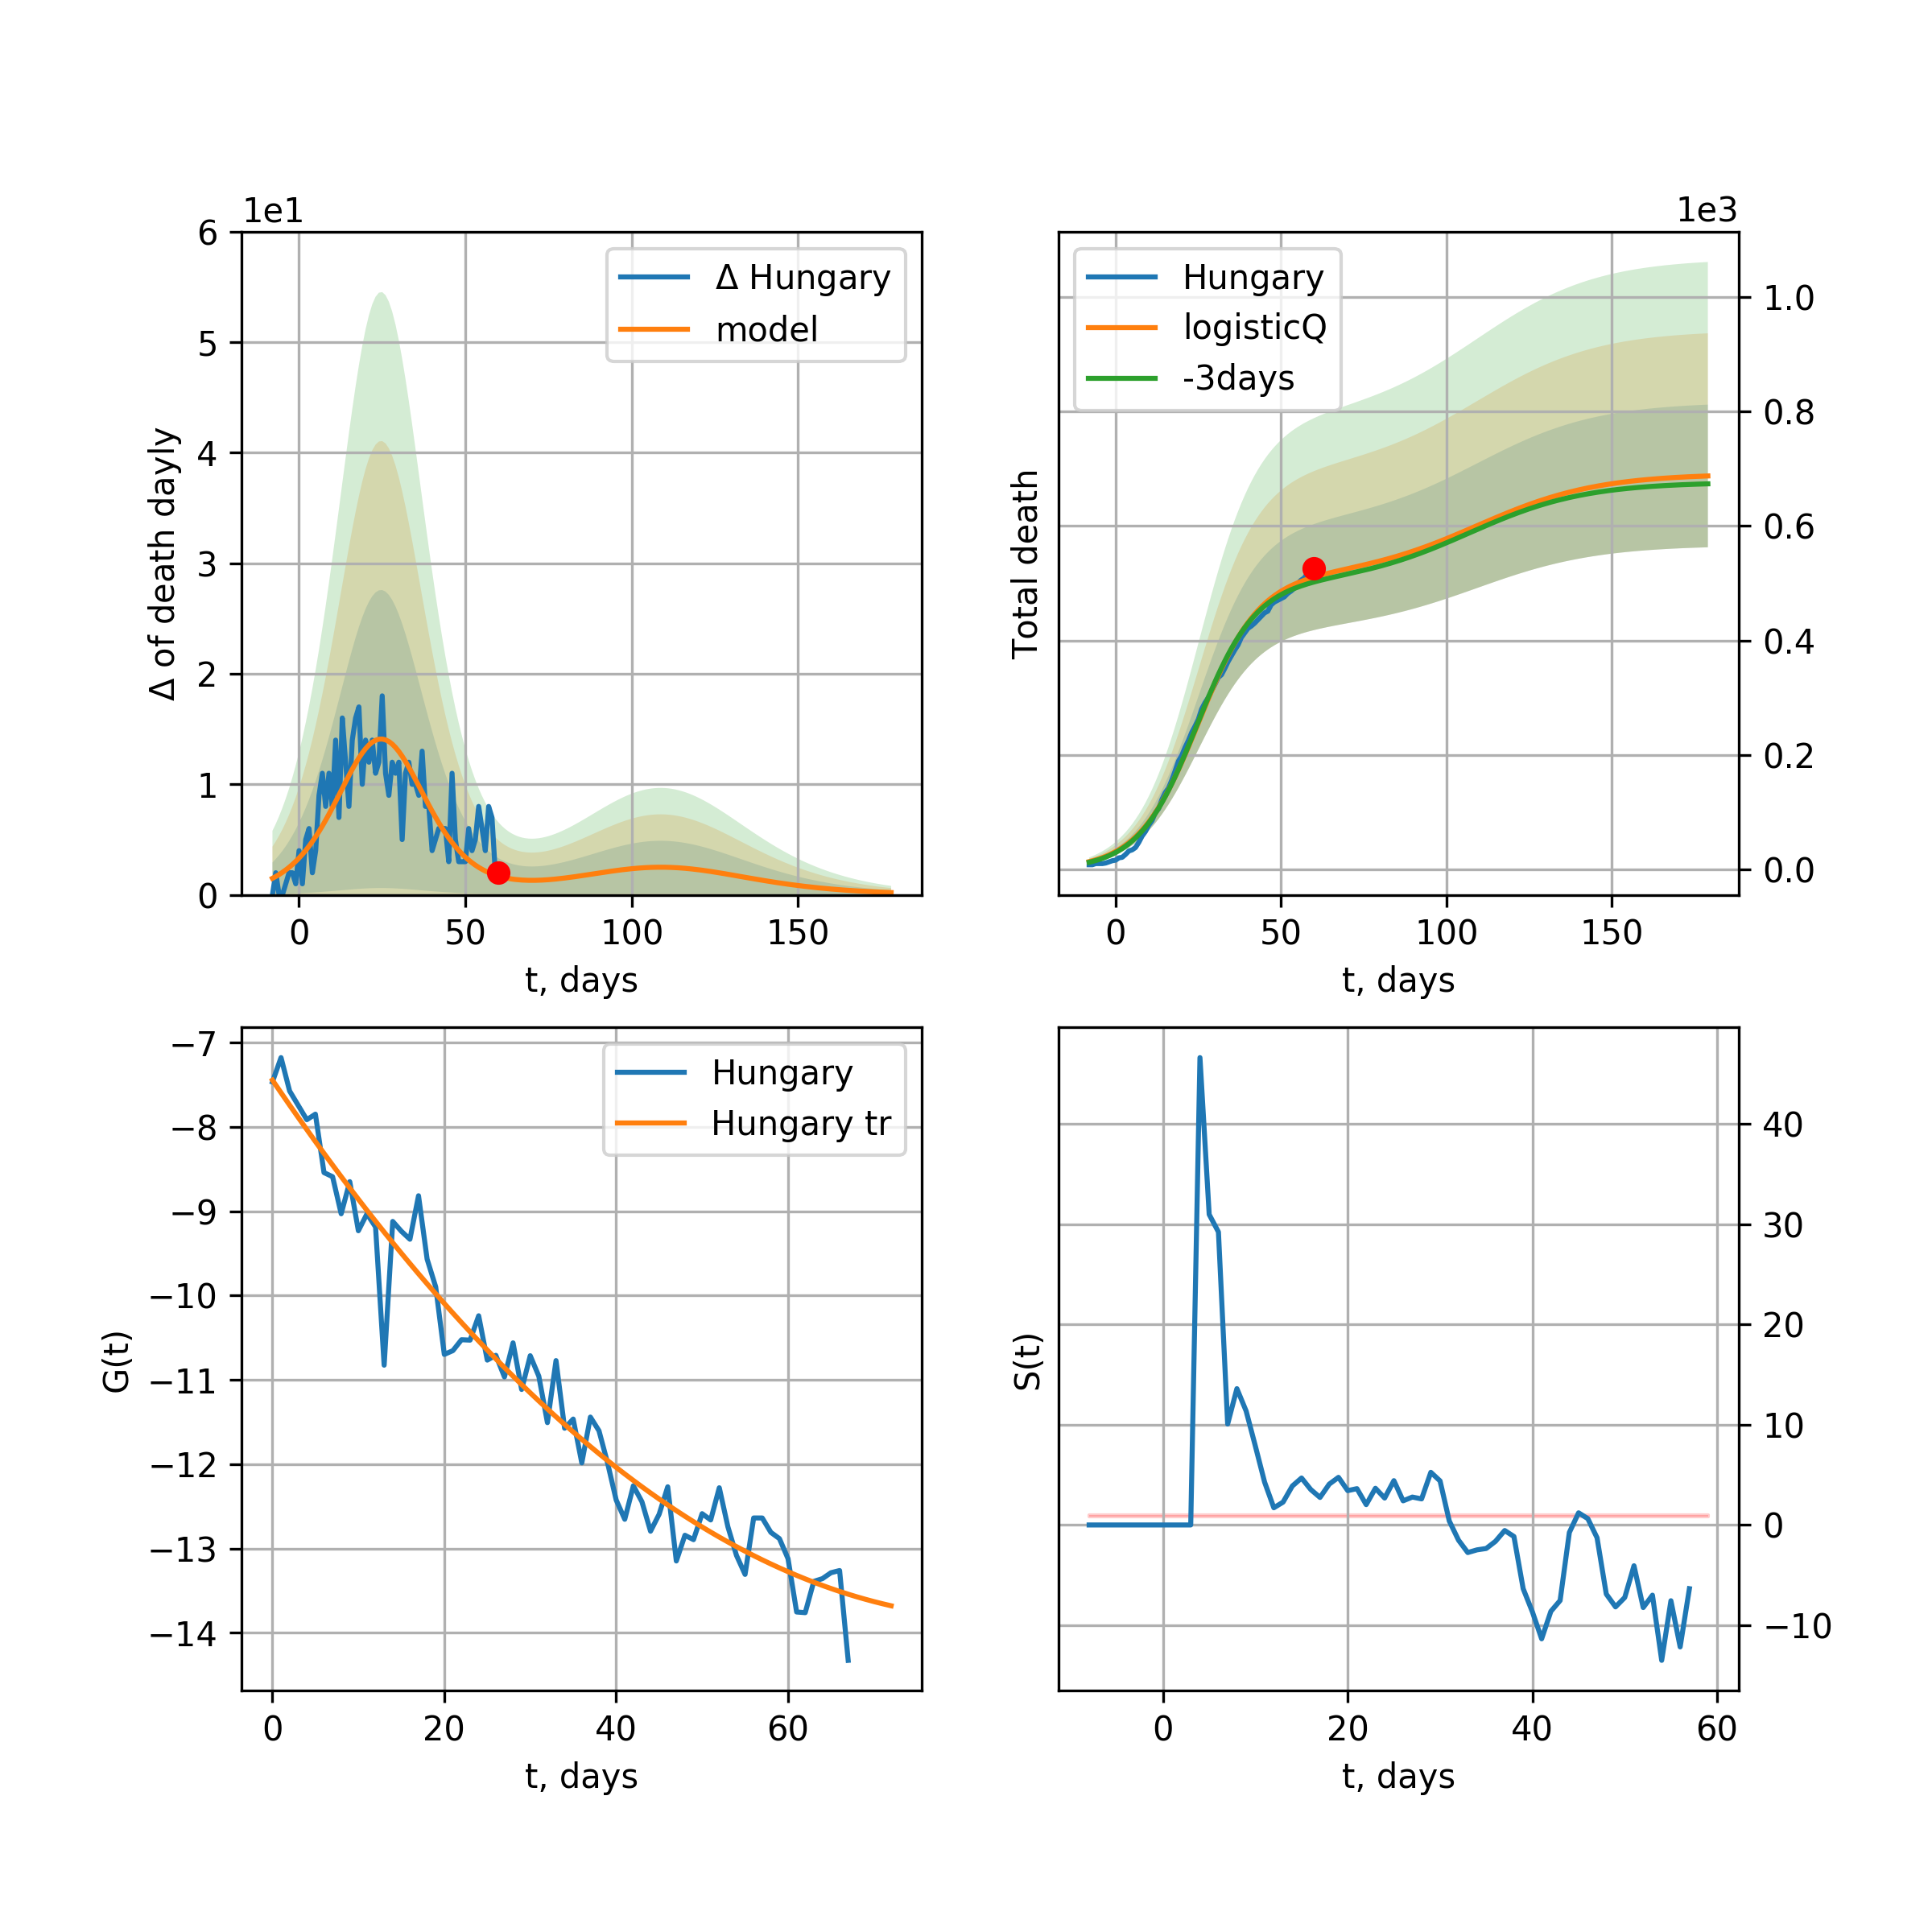 1e1
6
5
4
3
2
1
0
Δ of death dayly
Δ Hungary
model
0 50 100 150
t, days
1e3
Total death
Hungary
logisticQ
-3days
1.0
0.8
0.6
0.4
0.2
0.0
0 50 100 150
t, days
−7
−8
−9
−10
−11
−12
−13
−14
G(t)
Hungary
Hungary tr
0 20 40 60
t, days
S(t)
40
30
20
10
0
−10
0 20 40 60
t, days